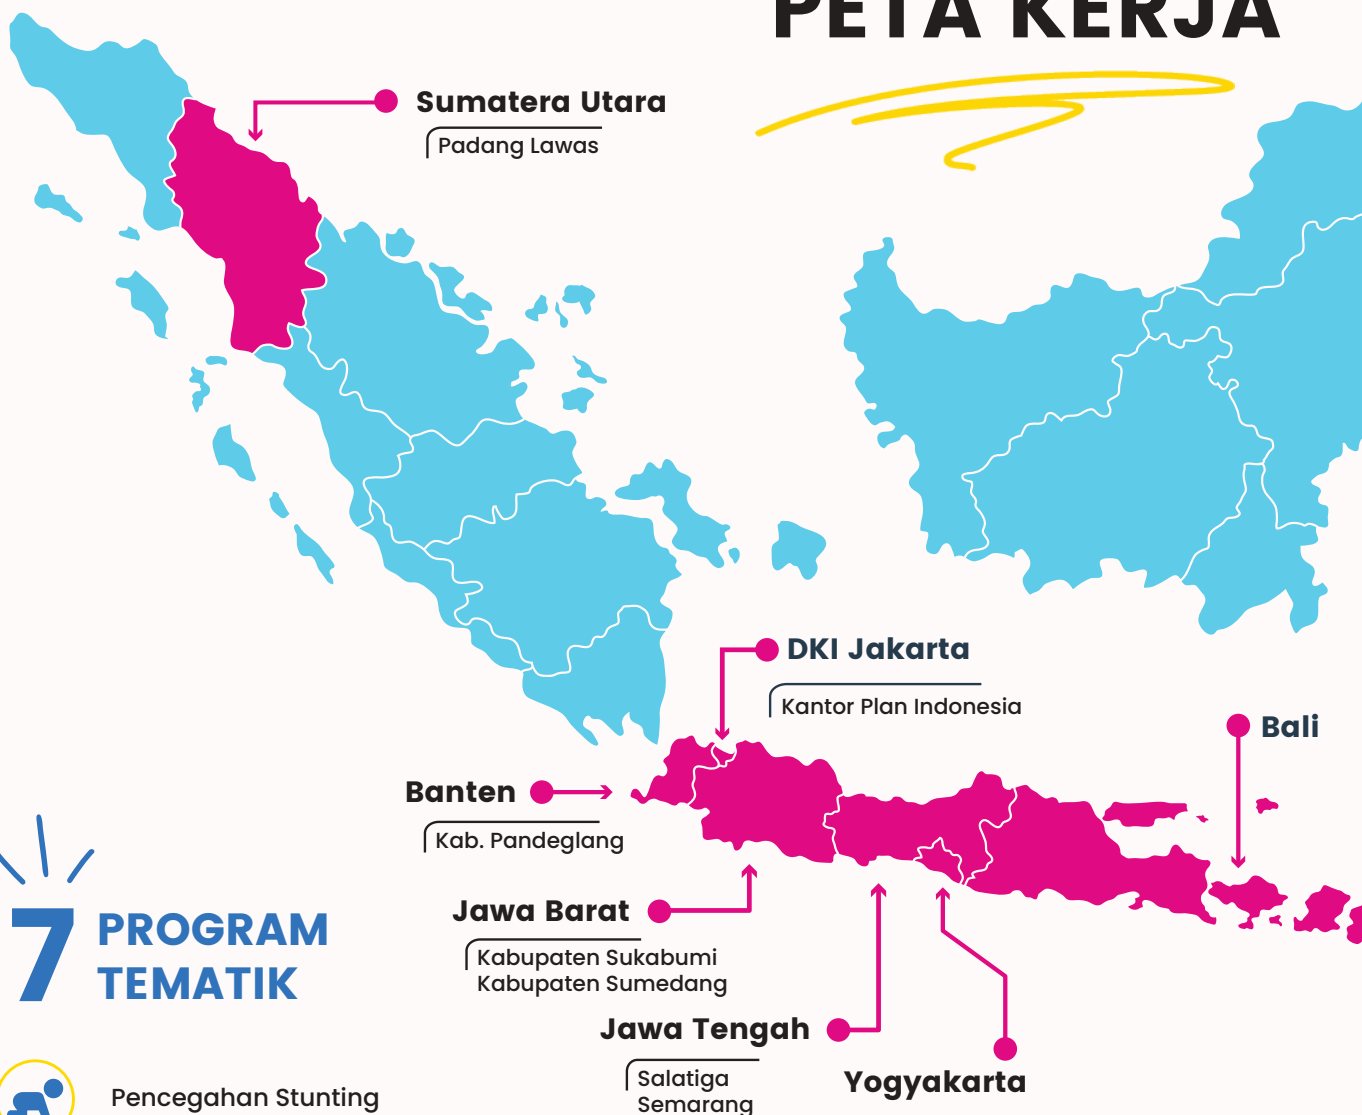 PETA KERJA
Sumatera Utara
Padang Lawas
DKI Jakarta
Kantor Plan Indonesia
Bali
Banten
Kab. Pandeglang
Jawa Barat
Kabupaten Sukabumi
Kabupaten Sumedang
Jawa Tengah
Salatiga
Semarang
Yogyakarta
7 PROGRAM
TEMATIK
Pencegahan Stunting